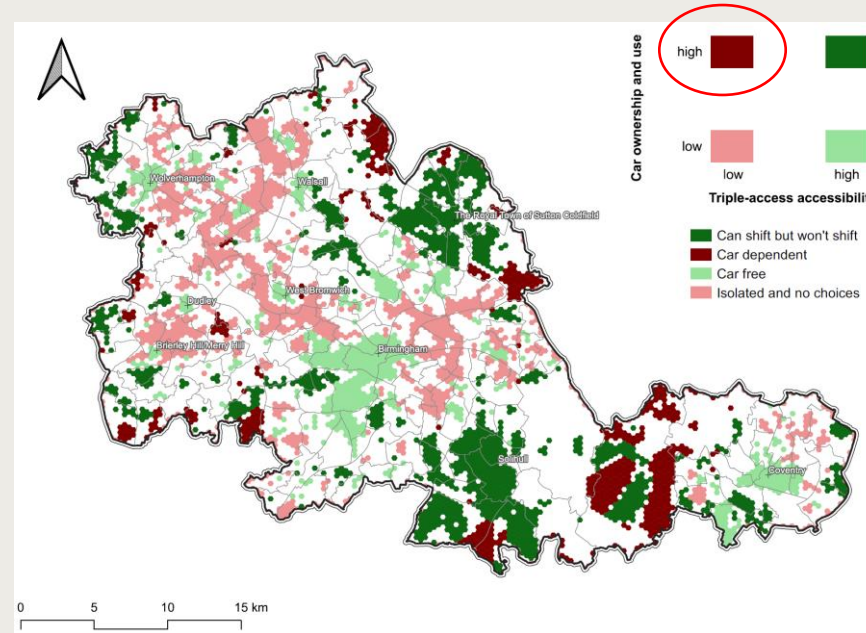 high
low
low
high
Car ownership and use
Triple-access accessibilit
Can shift but won't shift
Car dependent
Car free
Isolated and no choices
Wolverhampton
Walsall
The Royal Town of Sutton Coldfield
West Bromwich
Dudley
Brierley Hill/Merry Hill
Birmingham
Solihull
Coventry
0 5 10 15 km